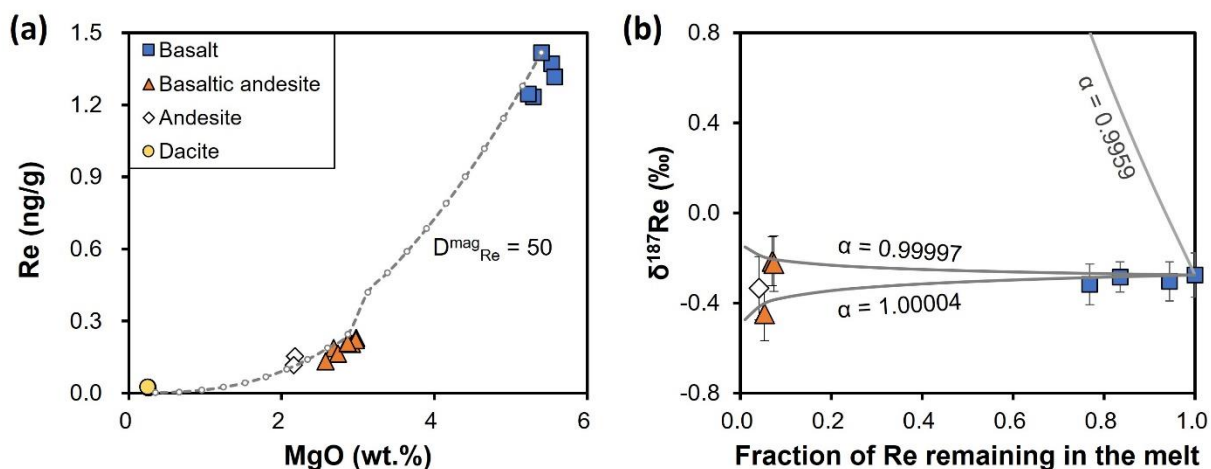 (a)
Re (ng/g)
1.5
1.2
0.9
0.6
0.3
0.0
Basalt
Basaltic andesite
Andesite
Dacite
DᵐᵃᵍRe = 50
0 2 4 6
MgO (wt.%)
(b)
δ¹⁸⁷Re (‰)
0.8
0.4
0.0
-0.4
-0.8
α = 0.9959
α = 0.99997
α = 1.00004
0.0 0.2 0.4 0.6 0.8 1.0
Fraction of Re remaining in the melt